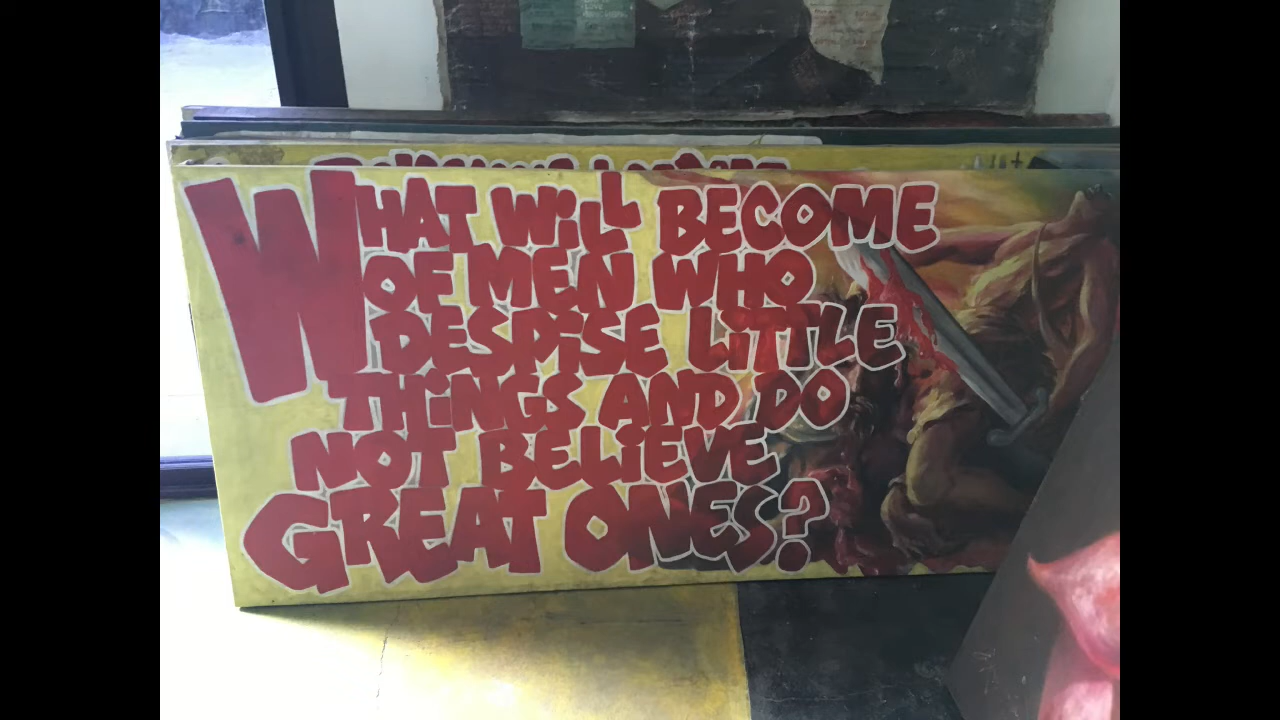 WHAT WiLL BECOME
OF MEN WHO
DESPiSE LiTTLE
THiNGS AND DO
NOT BELiEVE
GREAT ONES?